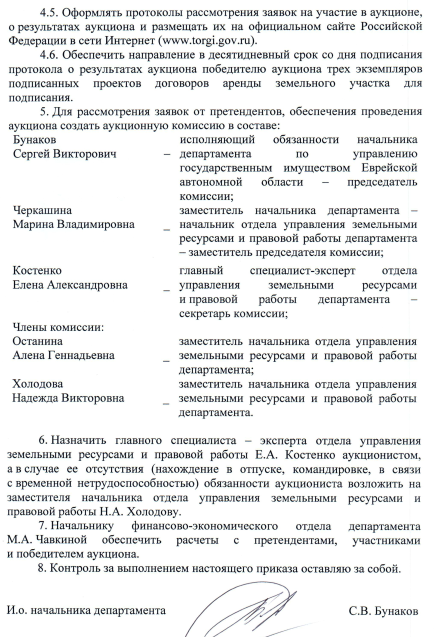 4.5. Оформлять протоколы рассмотрения заявок на участие в аукционе,
о результатах аукциона и размещать их на официальном сайте Российской
Федерации в сети Интернет (www.torgi.gov.ru).
4.6. Обеспечить направление в десятидневный срок со дня подписания
протокола о результатах аукциона победителю аукциона трех экземпляров
подписанных проектов договоров аренды земельного участка для
подписания.
5. Для рассмотрения заявок от претендентов, обеспечения проведения
аукциона создать аукционную комиссию в составе:
Бунаков исполняющий обязанности начальника
Сергей Викторович – департамента по управлению
государственным имуществом Еврейской
автономной области – председатель
комиссии;
Черкашина заместитель начальника департамента –
Марина Владимировна _ начальник отдела управления земельными
ресурсами и правовой работы департамента
– заместитель председателя комиссии;
Костенко главный специалист-эксперт отдела
Елена Александровна _ управления земельными ресурсами
и правовой работы департамента –
секретарь комиссии;
Члены комиссии:
Останина заместитель начальника отдела управления
Алена Геннадьевна _ земельными ресурсами и правовой работы
департамента;
Холодова заместитель начальника отдела управления
Надежда Викторовна _ земельными ресурсами и правовой работы
департамента.
6. Назначить главного специалиста – эксперта отдела управления
земельными ресурсами и правовой работы Е.А. Костенко аукционистом,
а в случае ее отсутствия (нахождение в отпуске, командировке, в связи
с временной нетрудоспособностью) обязанности аукциониста возложить на
заместителя начальника отдела управления земельными ресурсами и
правовой работы Н.А. Холодову.
7. Начальнику финансово-экономического отдела департамента
М.А. Чавкиной обеспечить расчеты с претендентами, участниками
и победителем аукциона.
8. Контроль за выполнением настоящего приказа оставляю за собой.
И.о. начальника департамента С.В. Бунаков